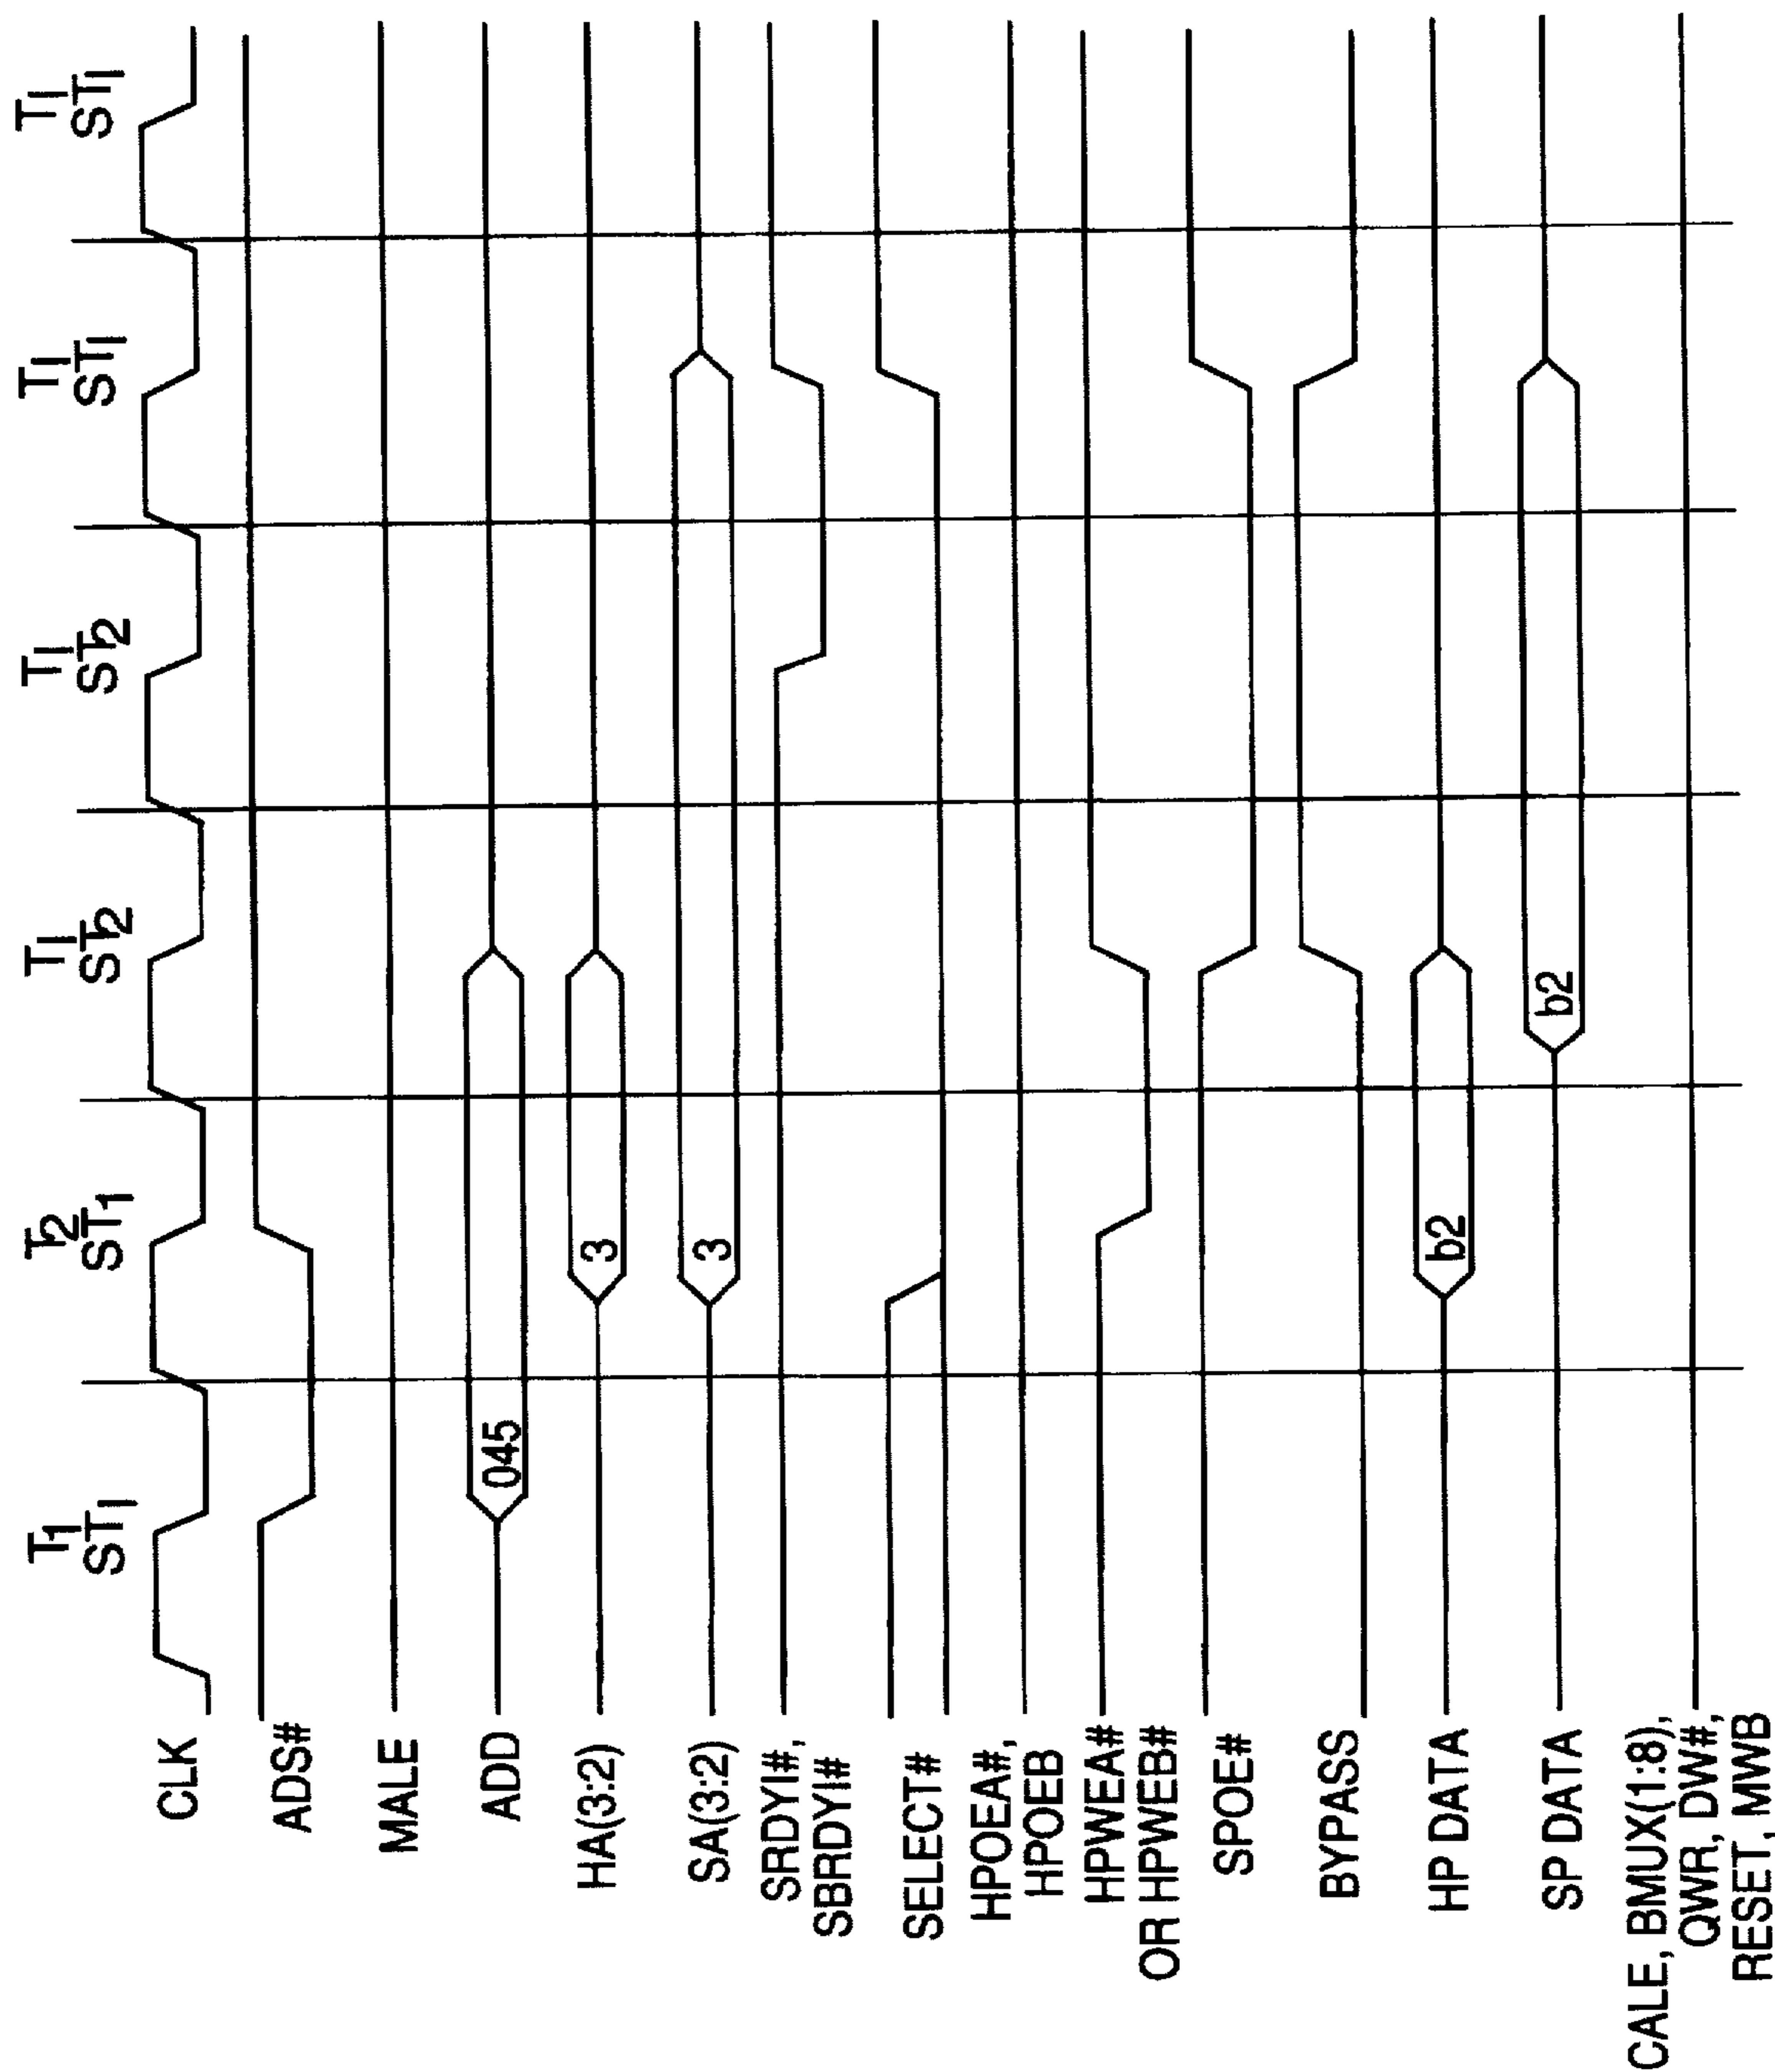 T1 T2 TI TI TI TI
STI ST1 ST2 ST2 STI STI
CLK
ADS#
MALE
ADD 045
HA(3:2) 3
SA(3:2) 3
SRDYI#,
SBRDYI#
SELECT#
HPOEA#,
HPOEB
HPWEA#
OR HPWEB#
SPOE#
BYPASS
HP DATA b2
SP DATA b2
CALE, BMUX(1:8),
QWR, DW#,
RESET, MWB